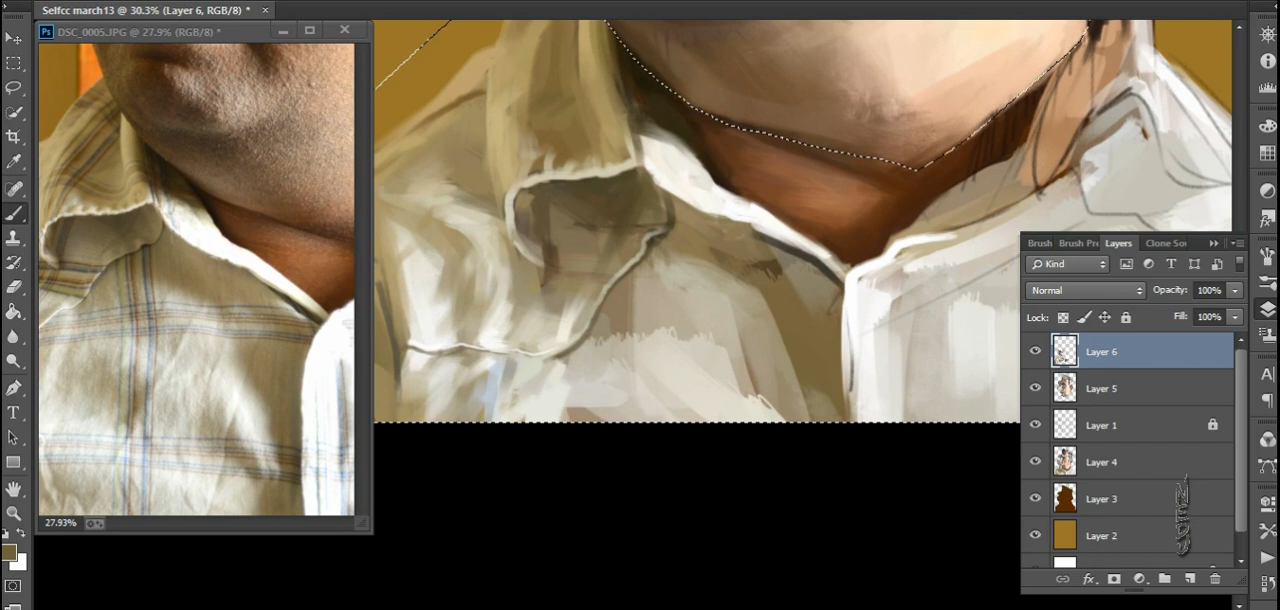 Selfcc march13 @ 30.3% (Layer 6, RGB/8) * ×
Ps DSC_0005.JPG @ 27.9% (RGB/8) *
27.93%
Brush Brush Pre Layers Clone Sou
Kind
Normal Opacity: 100%
Lock: Fill: 100%
Layer 6
Layer 5
Layer 1
Layer 4
Layer 3
Layer 2
fx